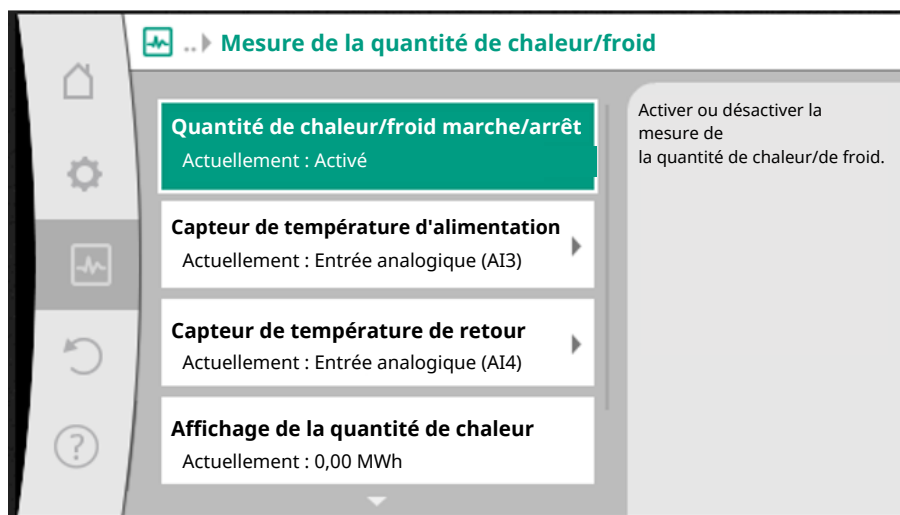 .. Mesure de la quantité de chaleur/froid
Quantité de chaleur/froid marche/arrêt
Actuellement : Activé
Capteur de température d'alimentation
Actuellement : Entrée analogique (AI3)
Capteur de température de retour
Actuellement : Entrée analogique (AI4)
Affichage de la quantité de chaleur
Actuellement : 0,00 MWh
Activer ou désactiver la
mesure de
la quantité de chaleur/de froid.
?